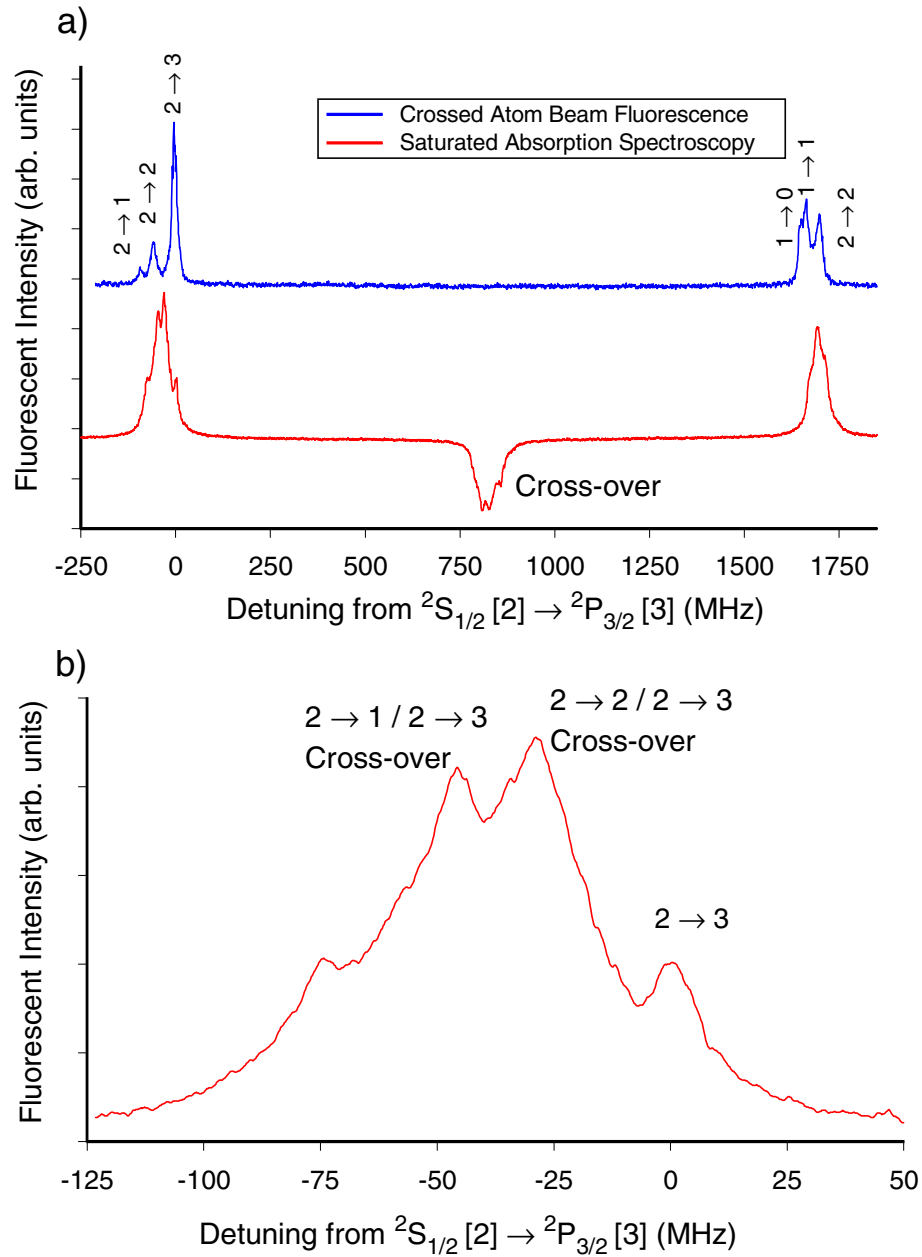 a)
Fluorescent Intensity (arb. units)
2 → 1
2 → 2
2 → 3
Crossed Atom Beam Fluorescence
Saturated Absorption Spectroscopy
1 → 0
1 → 1
2 → 2
Cross-over
-250 0 250 500 750 1000 1250 1500 1750
Detuning from ²S₁/₂ [2] → ²P₃/₂ [3] (MHz)
b)
Fluorescent Intensity (arb. units)
2 → 1 / 2 → 3
Cross-over
2 → 2 / 2 → 3
Cross-over
2 → 3
-125 -100 -75 -50 -25 0 25 50
Detuning from ²S₁/₂ [2] → ²P₃/₂ [3] (MHz)